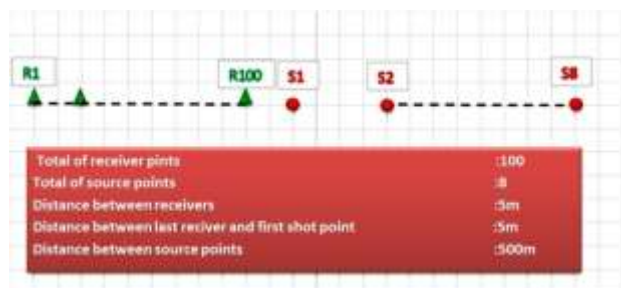 R1 R100 S1 S2 S8
Total of receiver pints :100
Total of source points :8
Distance between receivers :5m
Distance between last reciver and first shot point :5m
Distance between source points :500m